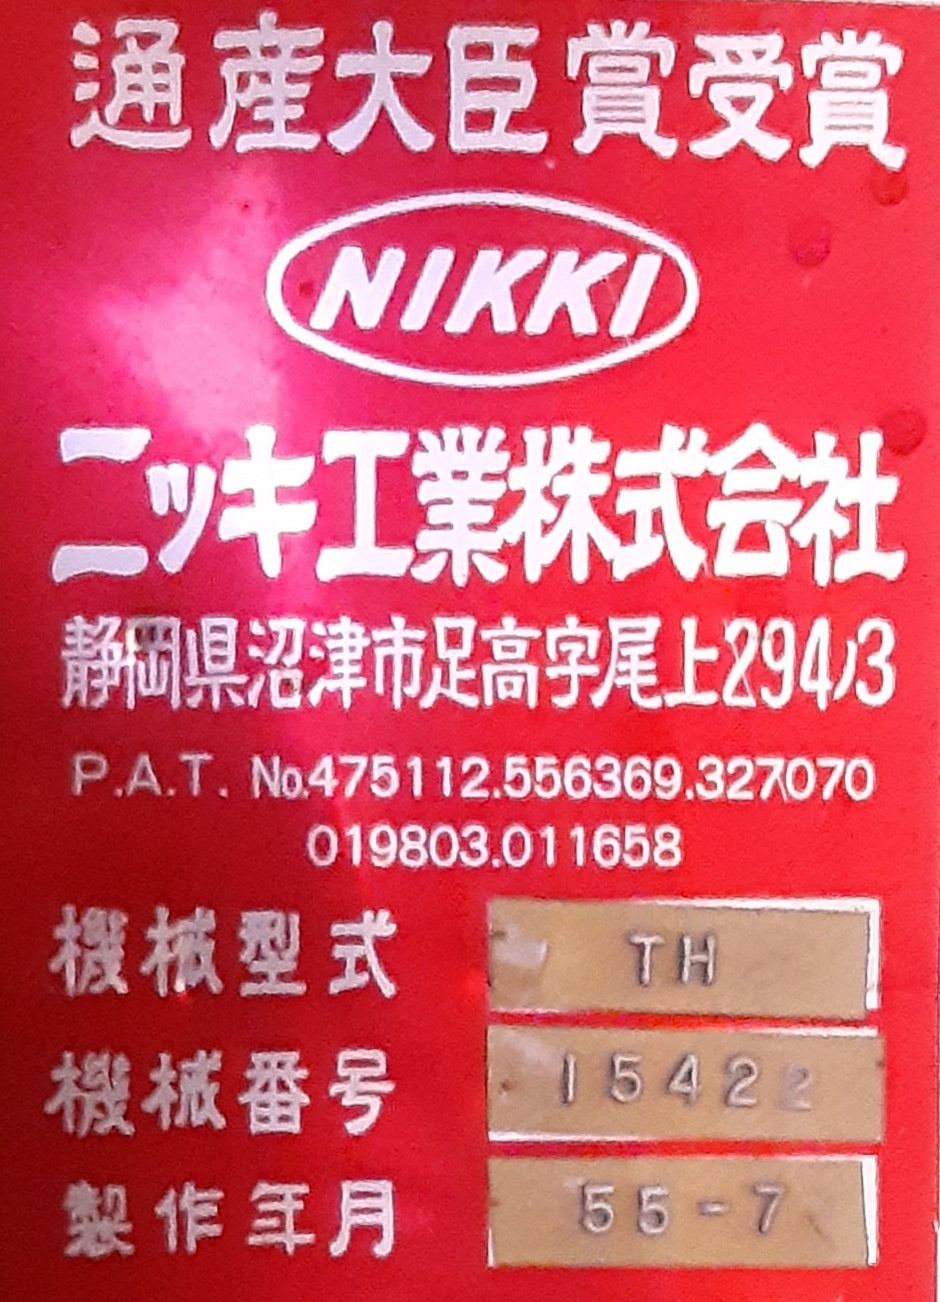 通産大臣賞受賞
NIKKI
ニッキ工業株式会社
静岡県沼津市足高字尾上294ノ3
P.A.T. No.475112.556369.327070
019803.011658
機械型式 TH
機械番号 15422
製作年月 55-7